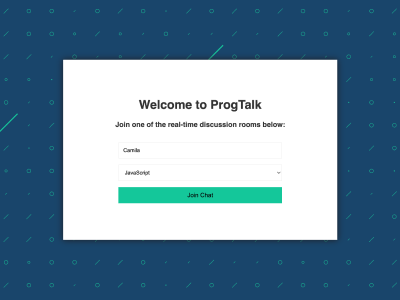 Welcome to ProgTalk
Join one of the real-time discussion rooms below:
Camila
JavaScript
Join Chat